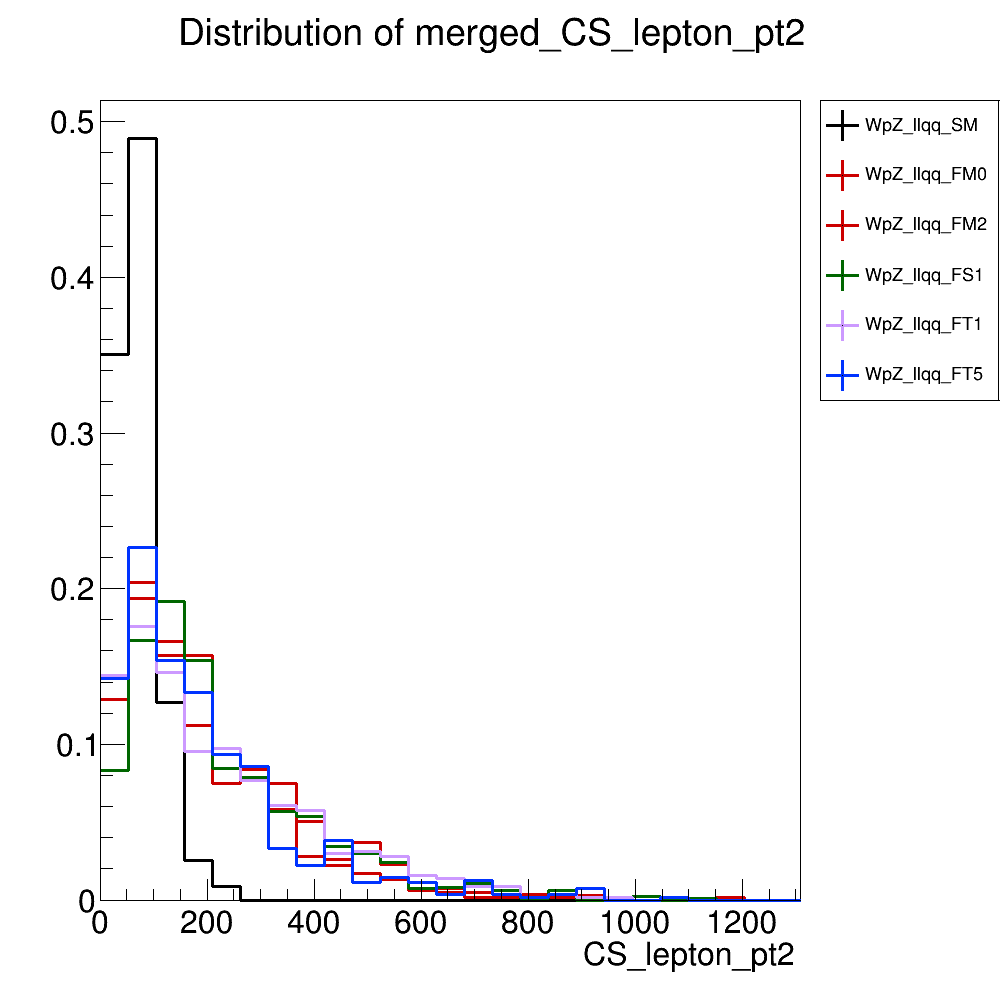 Distribution of merged_CS_lepton_pt2
0.5
0.4
0.3
0.2
0.1
0
0 200 400 600 800 1000 1200
CS_lepton_pt2
WpZ_llqq_SM
WpZ_llqq_FM0
WpZ_llqq_FM2
WpZ_llqq_FS1
WpZ_llqq_FT1
WpZ_llqq_FT5